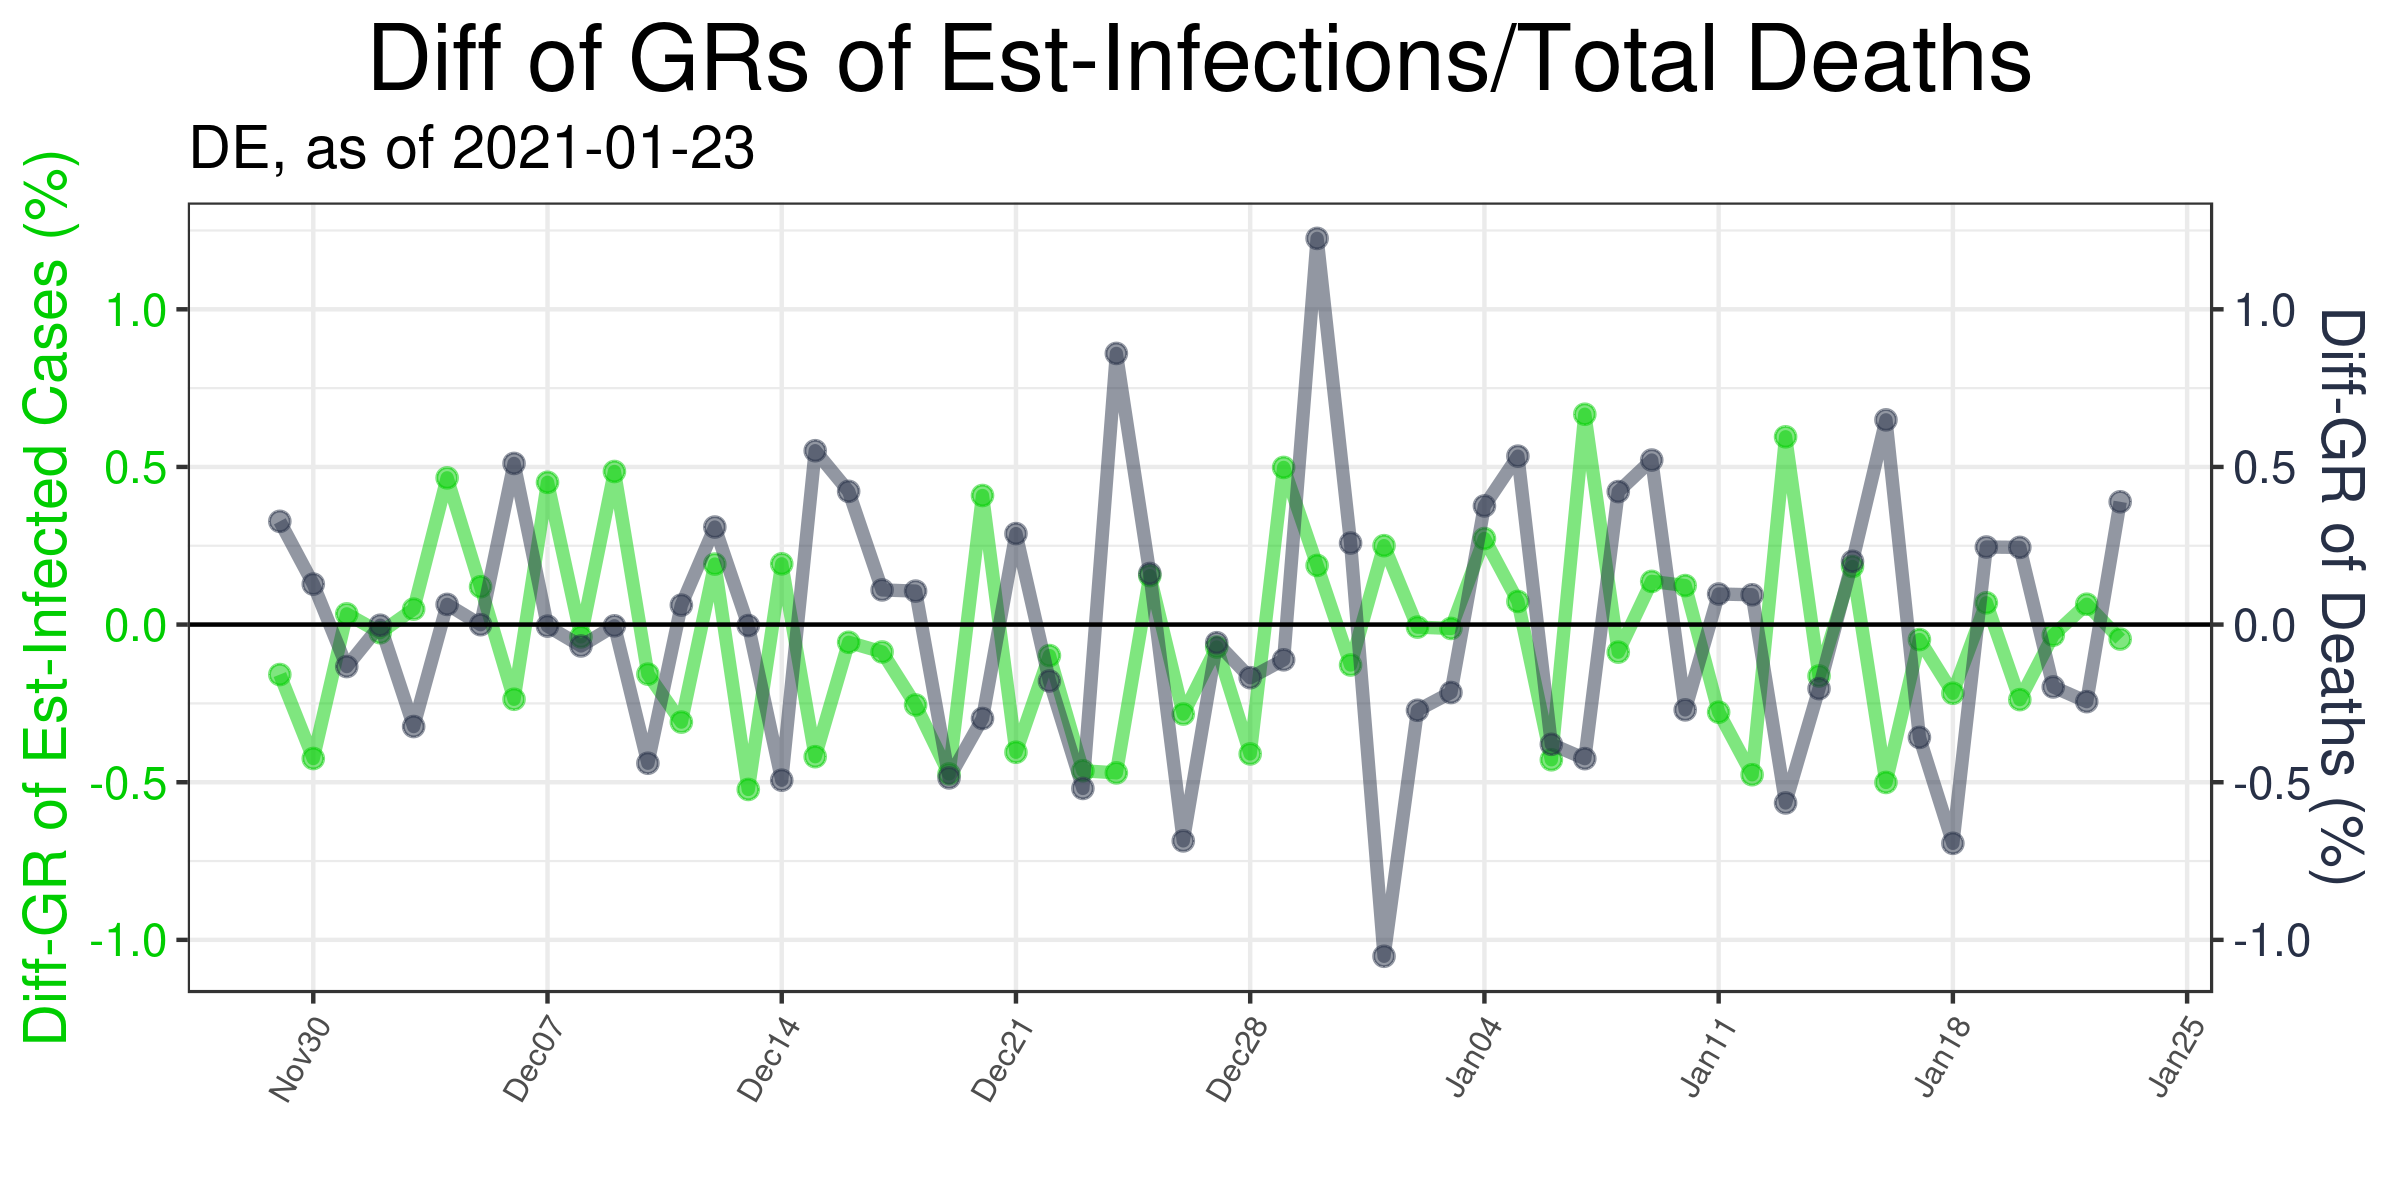 Diff of GRs of Est-Infections/Total Deaths
DE, as of 2021-01-23
Diff-GR of Est-Infected Cases (%)
1.0
0.5
0.0
-0.5
-1.0
1.0
0.5
0.0
-0.5
-1.0
Diff-GR of Deaths (%)
Nov30 Dec07 Dec14 Dec21 Dec28 Jan04 Jan11 Jan18 Jan25